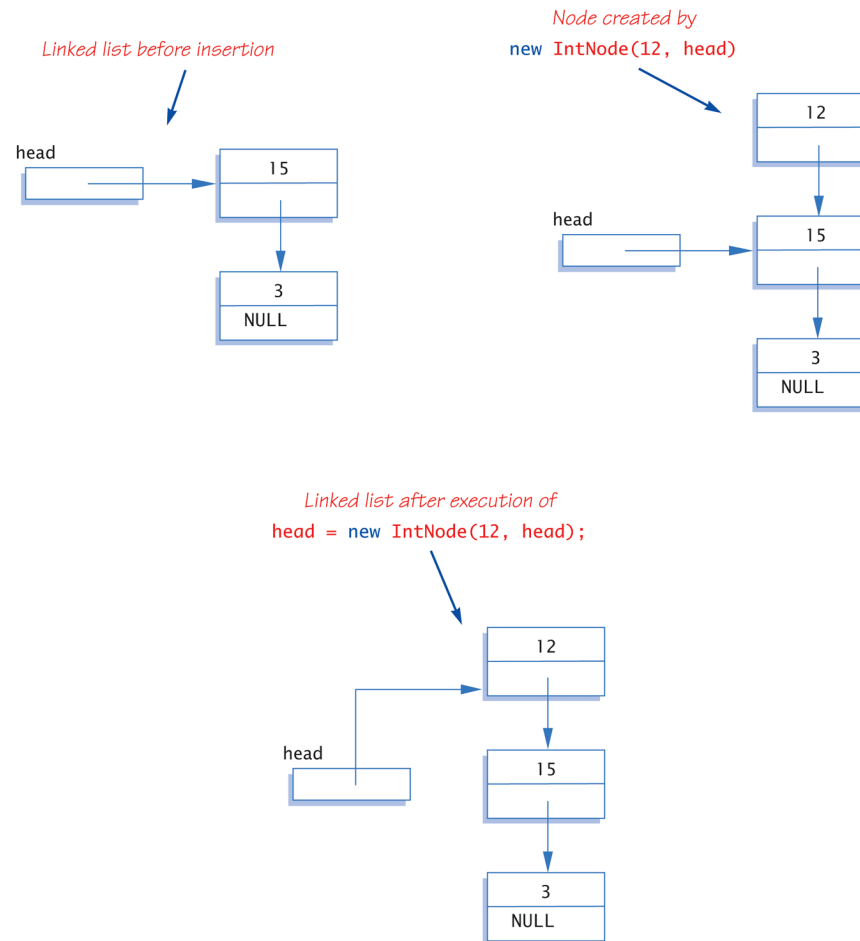 Linked list before insertion
head
15
3
NULL
Node created by
new IntNode(12, head)
12
head
15
3
NULL
Linked list after execution of
head = new IntNode(12, head);
12
head
15
3
NULL